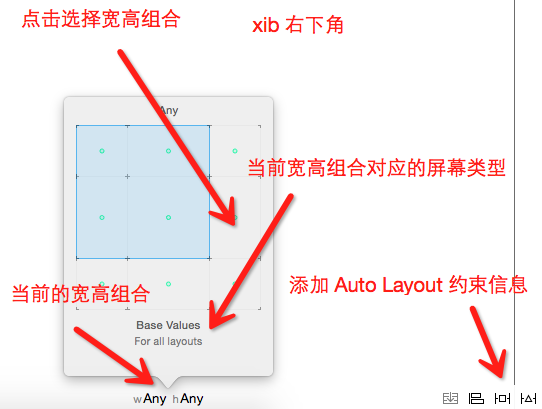 点击选择宽高组合
xib 右下角
Any
当前宽高组合对应的屏幕类型
添加 Auto Layout 约束信息
当前的宽高组合
Base Values
For all layouts
wAny hAny